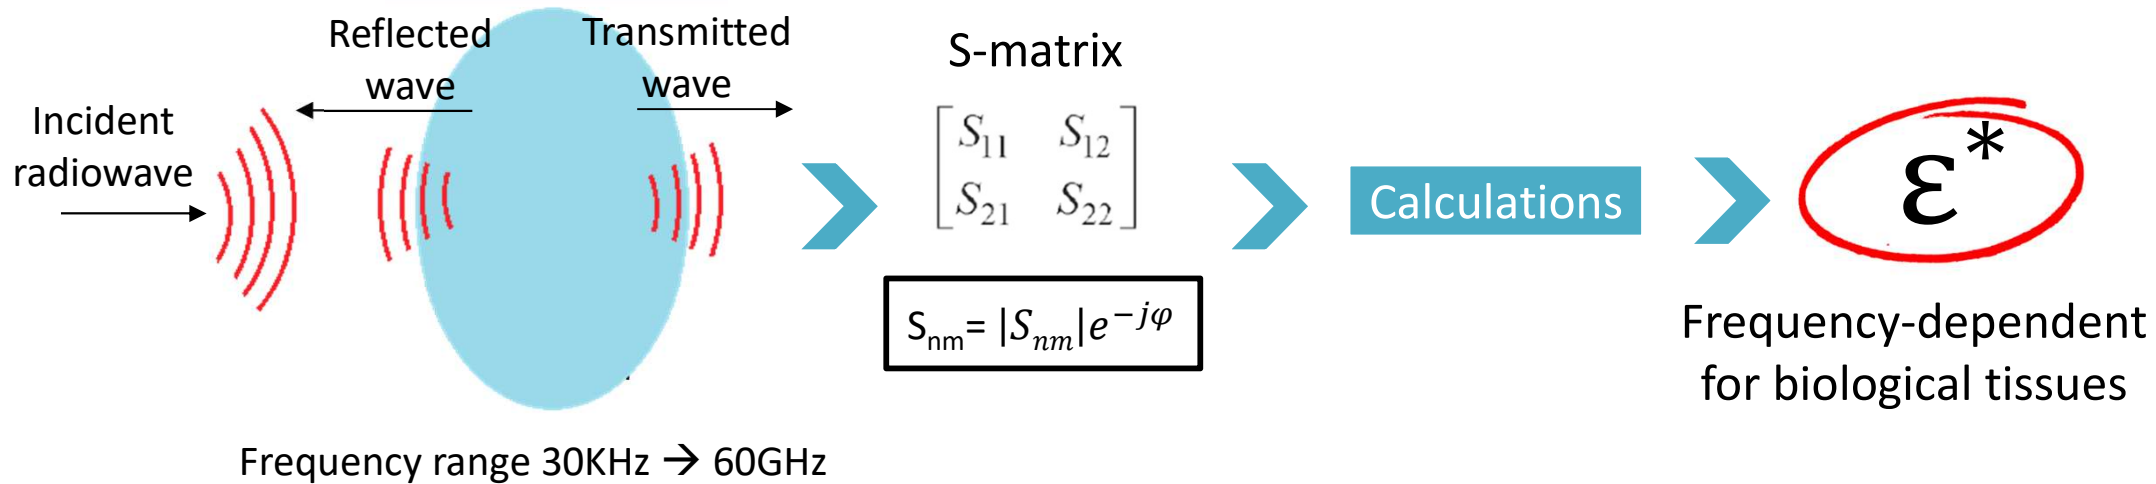 Incident
radiowave
Reflected
wave
Transmitted
wave
Frequency range 30KHz → 60GHz
S-matrix
S11 S12
S21 S22
Snm= |Snm|e^−jφ
Calculations
ε*
Frequency-dependent
for biological tissues